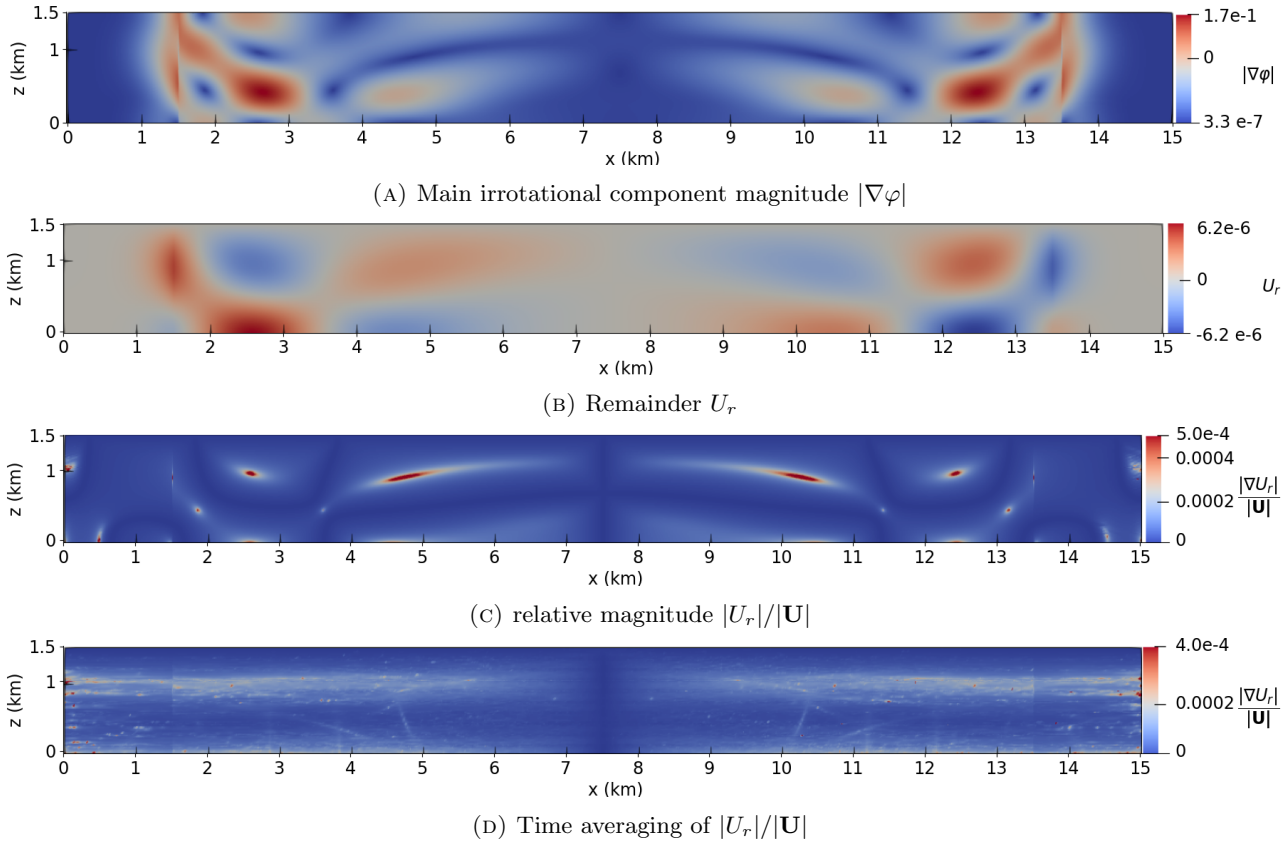 1.5
1
0
z (km)
0 1 2 3 4 5 6 7 8 9 10 11 12 13 14 15
x (km)
1.7e-1
0
|∇φ|
3.3 e-7
(A) Main irrotational component magnitude |∇φ|
1.5
1
0
z (km)
0 1 2 3 4 5 6 7 8 9 10 11 12 13 14 15
x (km)
6.2e-6
0
U_r
-6.2 e-6
(B) Remainder U_r
1.5
1
0
z (km)
0 1 2 3 4 5 6 7 8 9 10 11 12 13 14 15
x (km)
5.0e-4
0.0004
0.0002
0
|∇U_r|
|U|
(C) relative magnitude |U_r|/|U|
1.5
1
0
z (km)
0 1 2 3 4 5 6 7 8 9 10 11 12 13 14 15
x (km)
4.0e-4
0.0002
0
|∇U_r|
|U|
(D) Time averaging of |U_r|/|U|